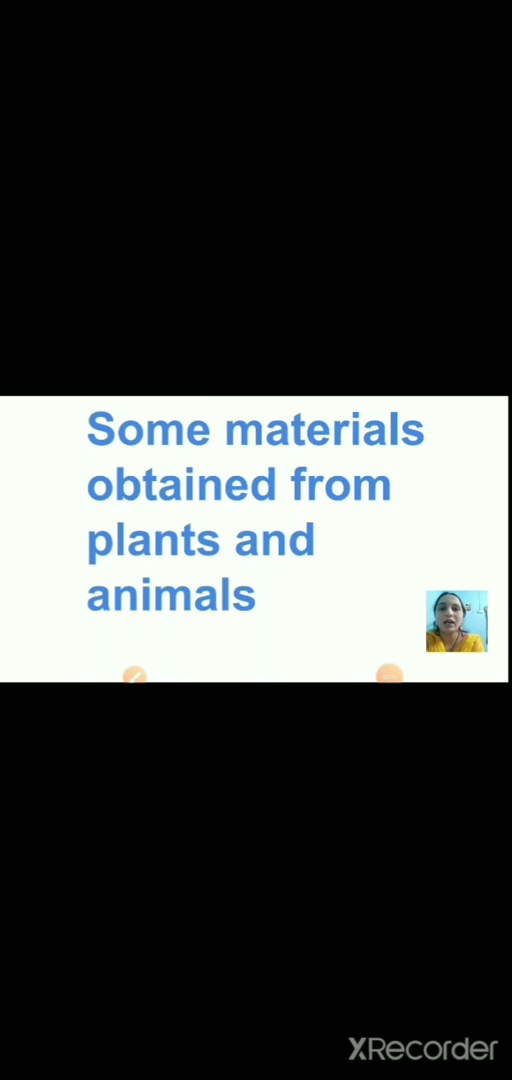 Some materials
obtained from
plants and
animals
XRecorder